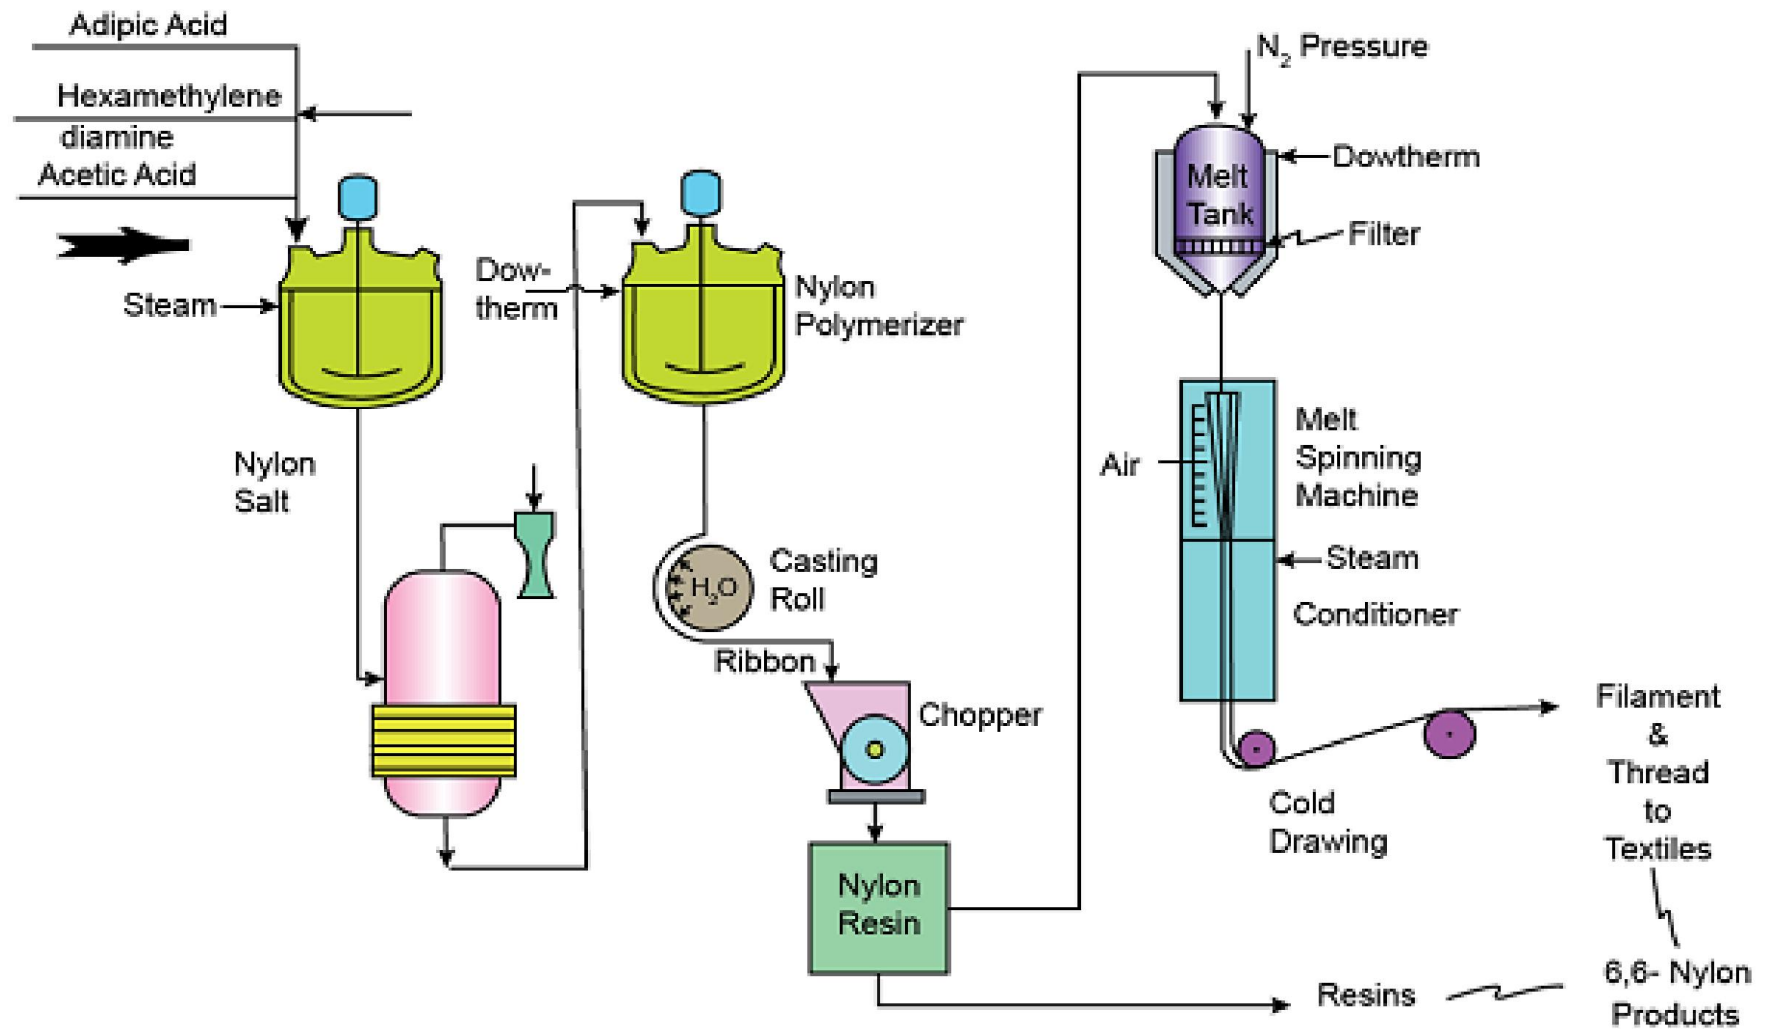 Adipic Acid
Hexamethylene
diamine
Acetic Acid
Steam
Nylon
Salt
Dow-
therm
Nylon
Polymerizer
H₂O
Casting
Roll
Ribbon
Chopper
Nylon
Resin
N₂ Pressure
Melt
Tank
Dowtherm
Filter
Air
Melt
Spinning
Machine
Steam
Conditioner
Cold
Drawing
Filament
&
Thread
to
Textiles
Resins
6,6- Nylon
Products